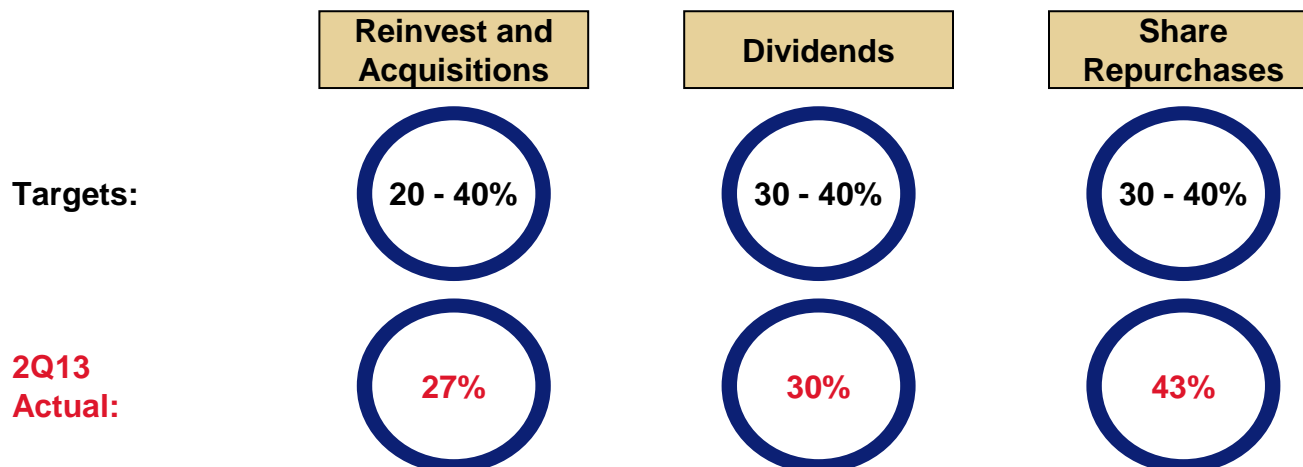 Reinvest and
Acquisitions
Dividends
Share
Repurchases
Targets:
20 - 40%
30 - 40%
30 - 40%
2Q13
Actual:
27%
30%
43%